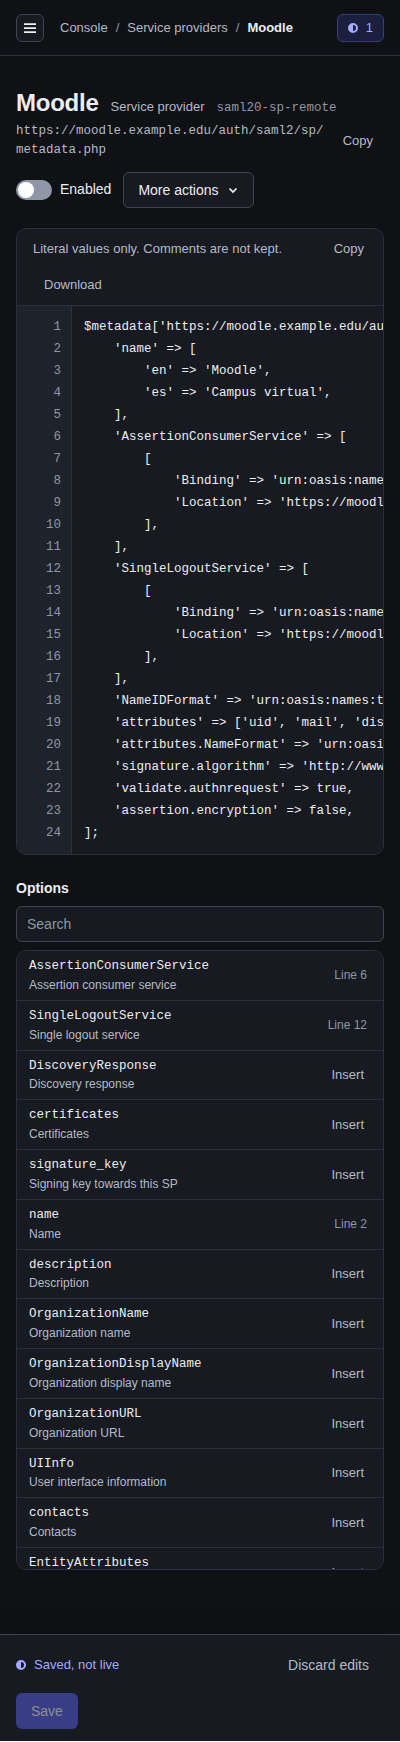 Console / Service providers / Moodle
1
Moodle Service provider saml20-sp-remote
https://moodle.example.edu/auth/saml2/sp/
metadata.php
Copy
Enabled
More actions
Literal values only. Comments are not kept.
Copy
Download
1 $metadata['https://moodle.example.edu/au
2 'name' => [
3 'en' => 'Moodle',
4 'es' => 'Campus virtual',
5 ],
6 'AssertionConsumerService' => [
7 [
8 'Binding' => 'urn:oasis:name
9 'Location' => 'https://moodl
10 ],
11 ],
12 'SingleLogoutService' => [
13 [
14 'Binding' => 'urn:oasis:name
15 'Location' => 'https://moodl
16 ],
17 ],
18 'NameIDFormat' => 'urn:oasis:names:t
19 'attributes' => ['uid', 'mail', 'dis
20 'attributes.NameFormat' => 'urn:oasi
21 'signature.algorithm' => 'http://www
22 'validate.authnrequest' => true,
23 'assertion.encryption' => false,
24 ];
Options
Search
AssertionConsumerService
Assertion consumer service
Line 6
SingleLogoutService
Single logout service
Line 12
DiscoveryResponse
Discovery response
Insert
certificates
Certificates
Insert
signature_key
Signing key towards this SP
Insert
name
Name
Line 2
description
Description
Insert
OrganizationName
Organization name
Insert
OrganizationDisplayName
Organization display name
Insert
OrganizationURL
Organization URL
Insert
UIInfo
User interface information
Insert
contacts
Contacts
Insert
EntityAttributes
Saved, not live
Discard edits
Save